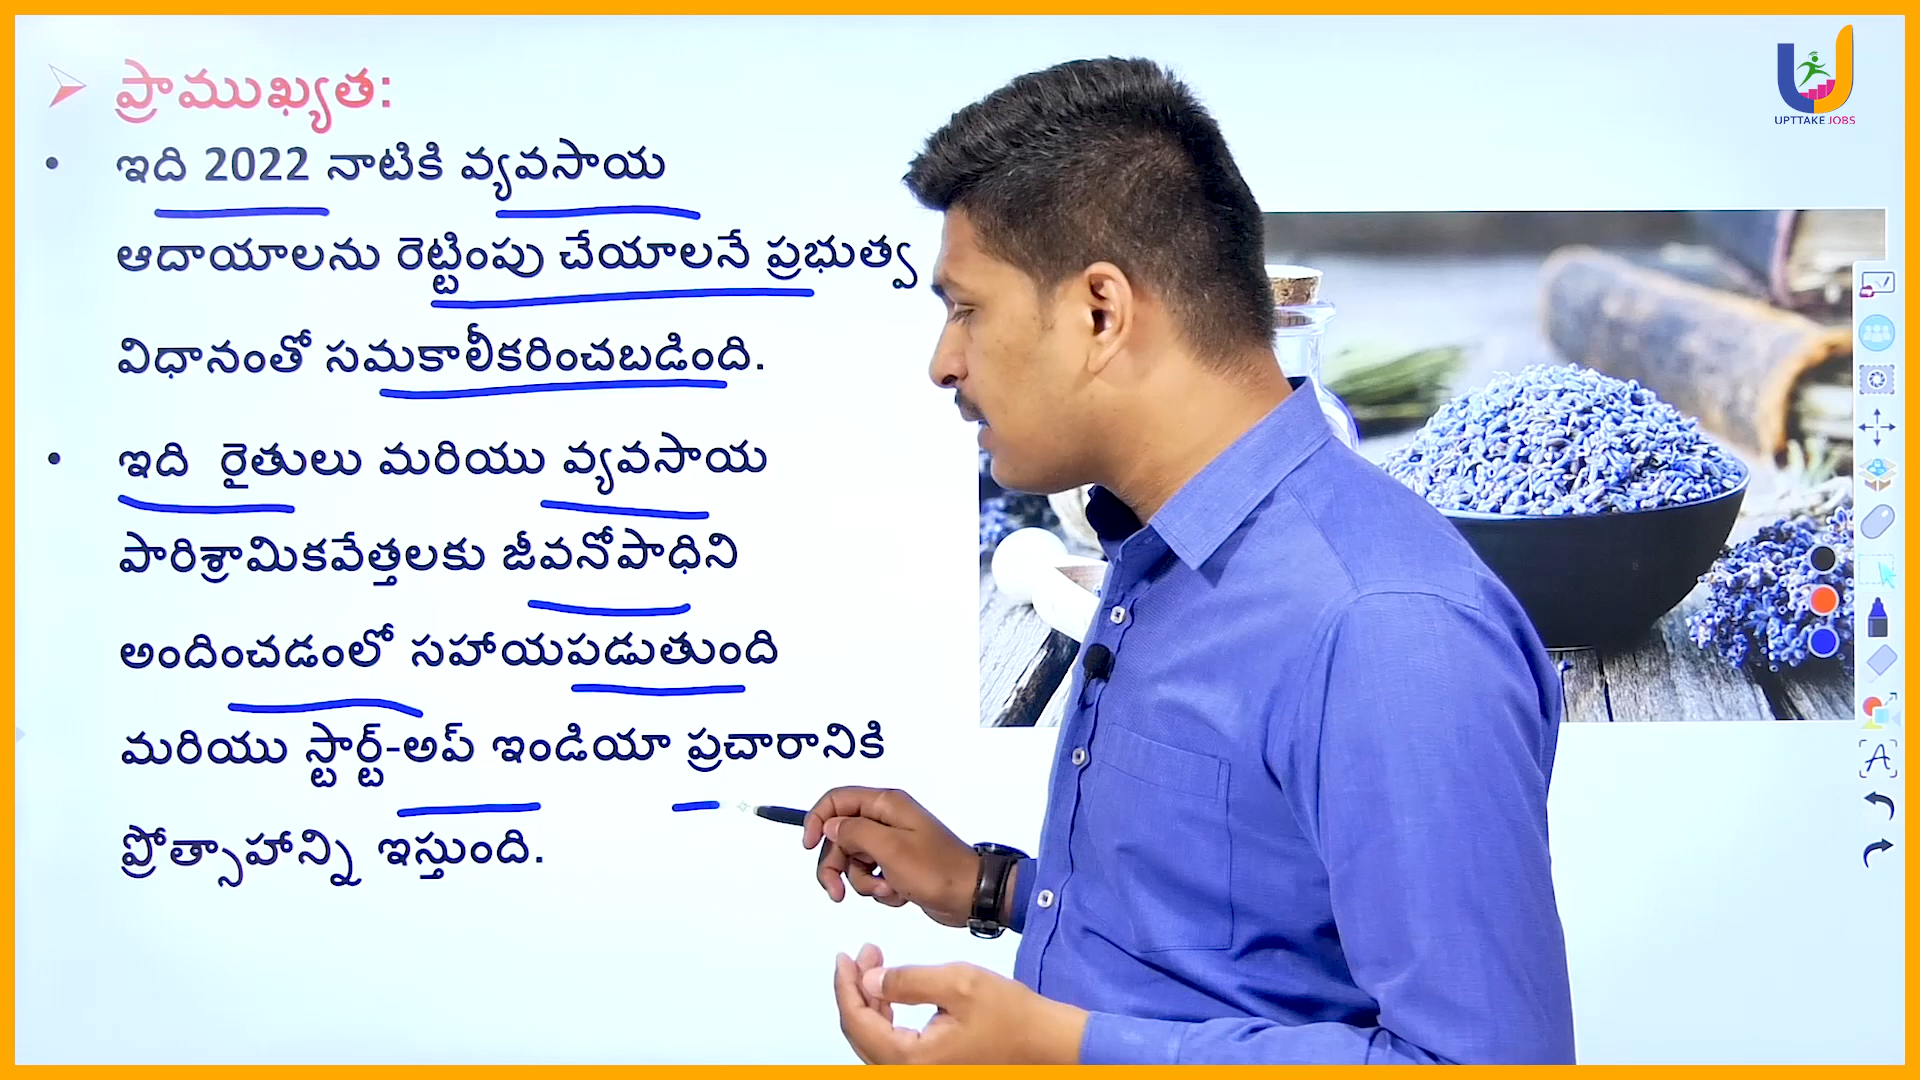 ప్రాముఖ్యత:
UPTTAKE JOBS
• ఇది 2022 నాటికి వ్యవసాయ
ఆదాయాలను రెట్టింపు చేయాలనే ప్రభుత్వ
విధానంతో సమకాలీకరించబడింది.
• ఇది రైతులు మరియు వ్యవసాయ
పారిశ్రామికవేత్తలకు జీవనోపాధిని
అందించడంలో సహాయపడుతుంది
మరియు స్టార్ట్-అప్ ఇండియా ప్రచారానికి
ప్రోత్సాహాన్ని ఇస్తుంది.